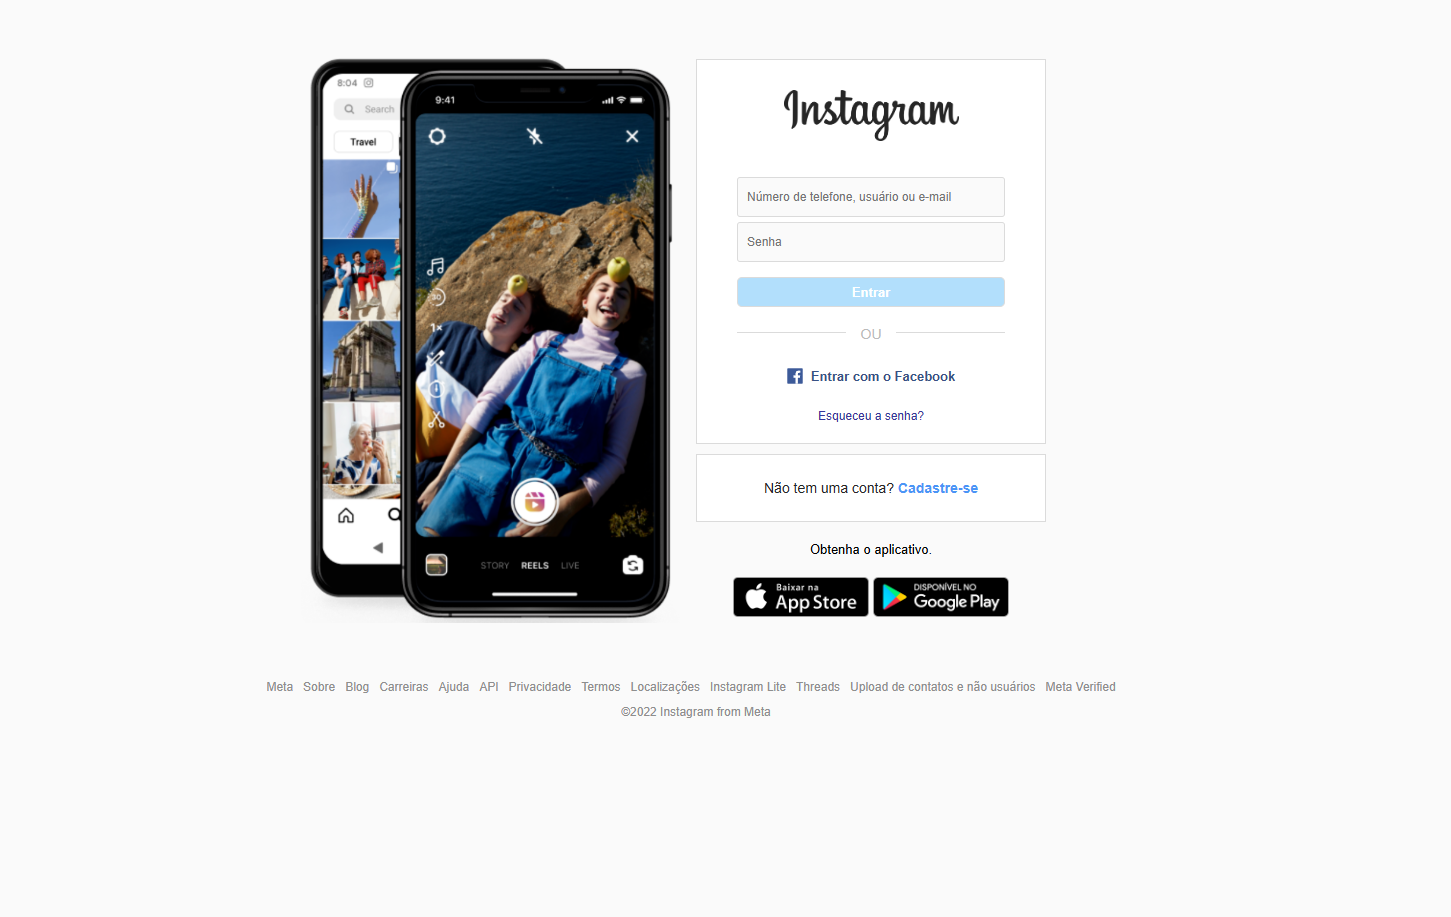 8:04
Search
Travel
9:41
30
1x
STORY REELS LIVE
Instagram
Número de telefone, usuário ou e-mail
Senha
Entrar
OU
Entrar com o Facebook
Esqueceu a senha?
Não tem uma conta? Cadastre-se
Obtenha o aplicativo.
Baixar na
App Store
DISPONÍVEL NO
Google Play
Meta Sobre Blog Carreiras Ajuda API Privacidade Termos Localizações Instagram Lite Threads Upload de contatos e não usuários Meta Verified
©2022 Instagram from Meta